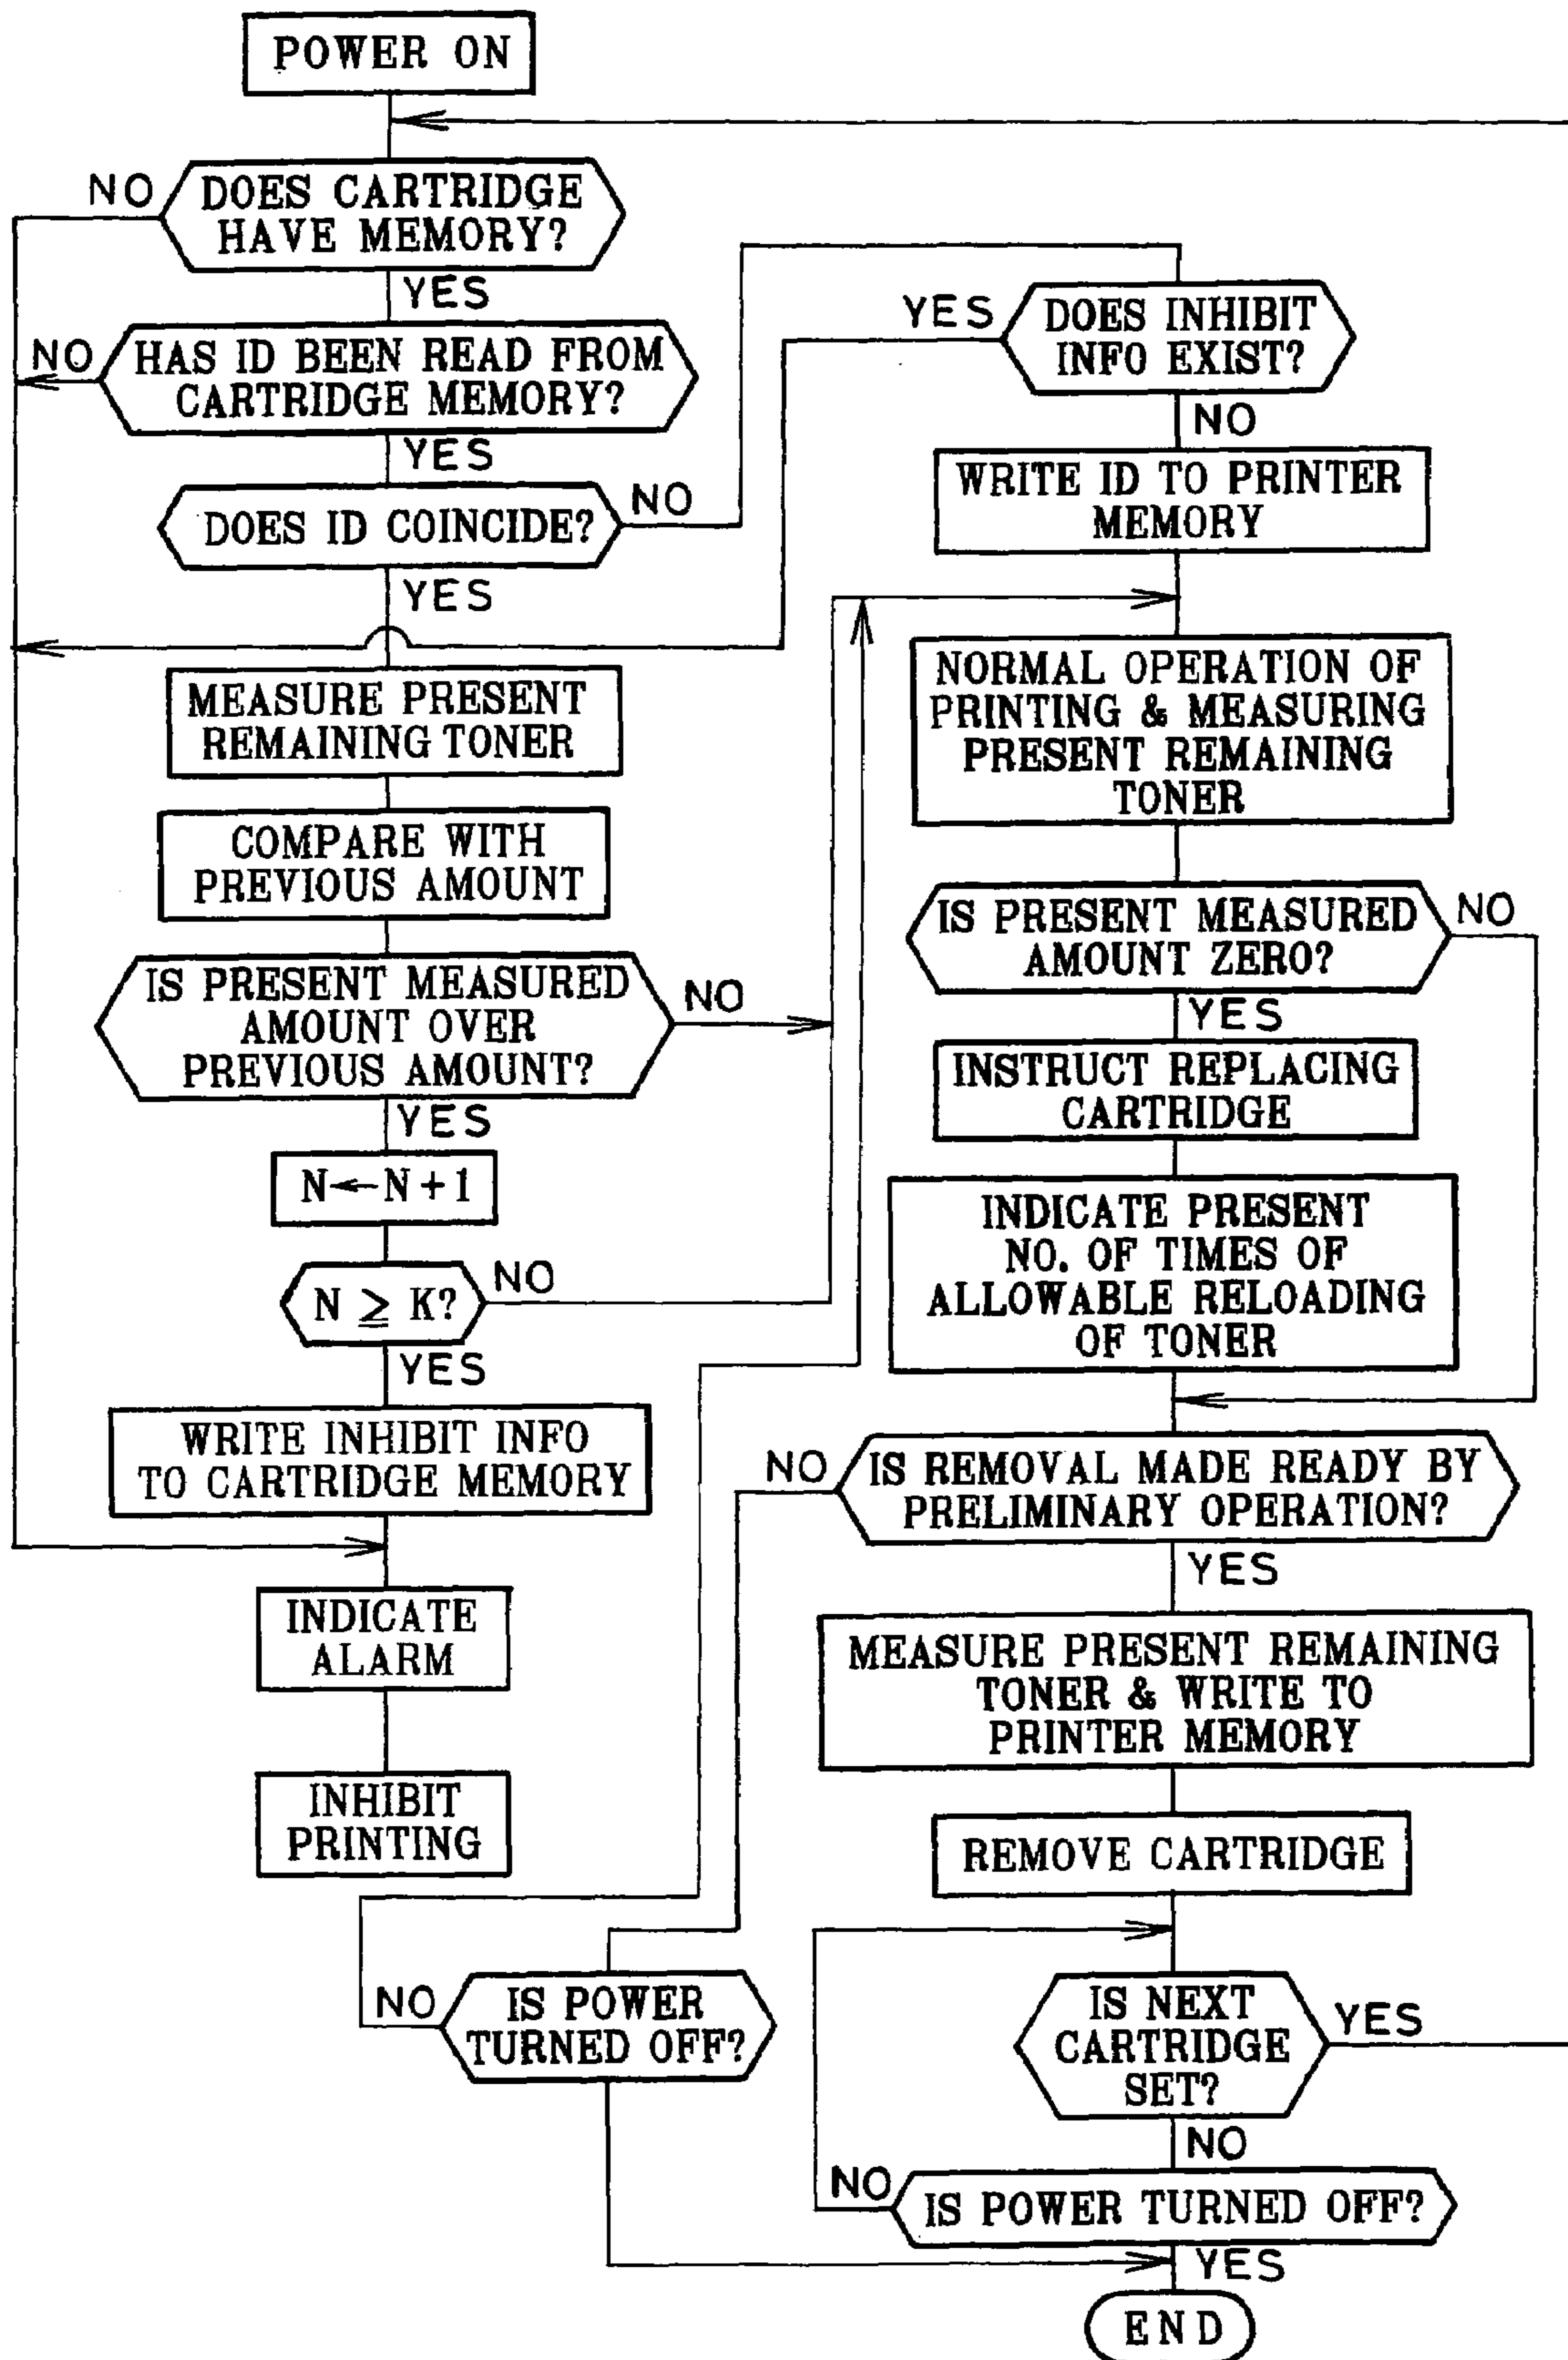 POWER ON
NO
DOES CARTRIDGE
HAVE MEMORY?
YES
NO
HAS ID BEEN READ FROM
CARTRIDGE MEMORY?
YES
DOES ID COINCIDE?
NO
YES
MEASURE PRESENT
REMAINING TONER
COMPARE WITH
PREVIOUS AMOUNT
IS PRESENT MEASURED
AMOUNT OVER
PREVIOUS AMOUNT?
NO
YES
N←N+1
N ≧ K?
NO
YES
WRITE INHIBIT INFO
TO CARTRIDGE MEMORY
INDICATE
ALARM
INHIBIT
PRINTING
YES
DOES INHIBIT
INFO EXIST?
NO
WRITE ID TO PRINTER
MEMORY
NORMAL OPERATION OF
PRINTING & MEASURING
PRESENT REMAINING
TONER
IS PRESENT MEASURED
AMOUNT ZERO?
NO
YES
INSTRUCT REPLACING
CARTRIDGE
INDICATE PRESENT
NO. OF TIMES OF
ALLOWABLE RELOADING
OF TONER
NO
IS REMOVAL MADE READY BY
PRELIMINARY OPERATION?
YES
MEASURE PRESENT REMAINING
TONER & WRITE TO
PRINTER MEMORY
REMOVE CARTRIDGE
NO
IS POWER
TURNED OFF?
IS NEXT
CARTRIDGE
SET?
YES
NO
NO
IS POWER TURNED OFF?
YES
END